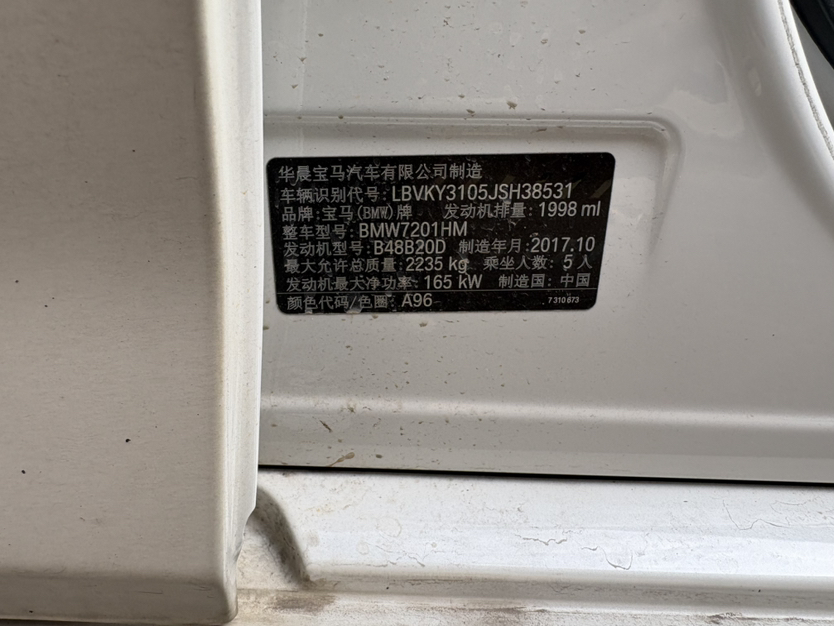 华晨宝马汽车有限公司制造
车辆识别代号: LBVKY3105JSH38531
品牌: 宝马(BMW)牌 发动机排量: 1998 ml
整车型号: BMW7201HM
发动机型号: B48B20D 制造年月: 2017.10
最大允许总质量: 2235 kg 乘坐人数: 5 人
发动机最大净功率: 165 kW 制造国: 中国
颜色代码/色圈: A96 7 310 673